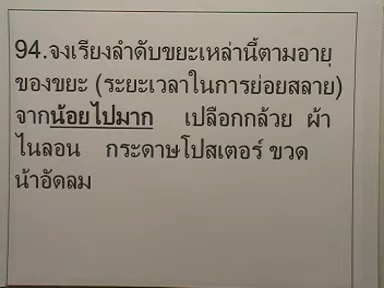 94.จงเรียงลำดับขยะเหล่านี้ตามอายุ
ของขยะ (ระยะเวลาในการย่อยสลาย)
จากน้อยไปมาก เปลือกกล้วย ผ้า
ไนลอน กระดาษโปสเตอร์ ขวด
น้าอัดลม